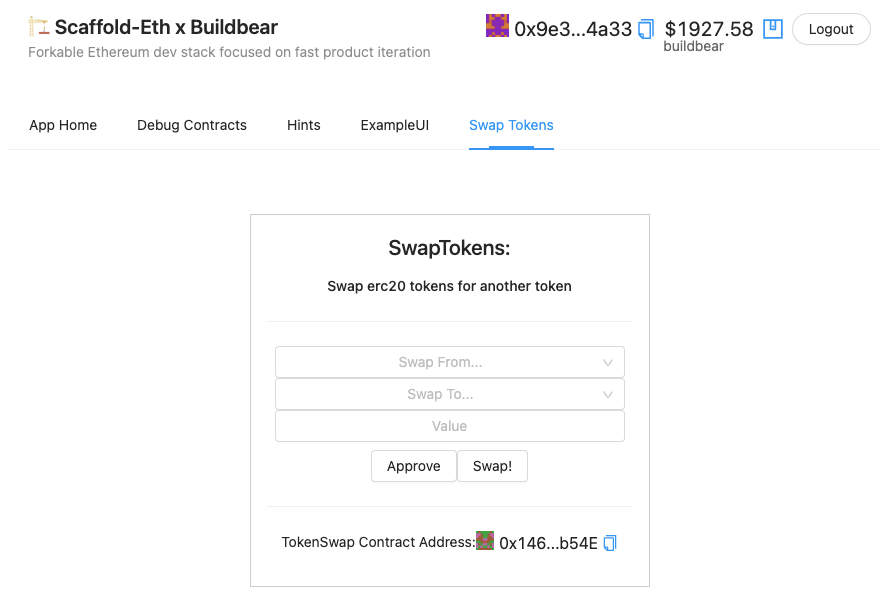 Scaffold-Eth x Buildbear
0x9e3...4a33 $1927.58 Logout
Forkable Ethereum dev stack focused on fast product iteration
buildbear
App Home Debug Contracts Hints ExampleUI Swap Tokens
SwapTokens:
Swap erc20 tokens for another token
Swap From...
Swap To...
Value
Approve Swap!
TokenSwap Contract Address: 0x146...b54E